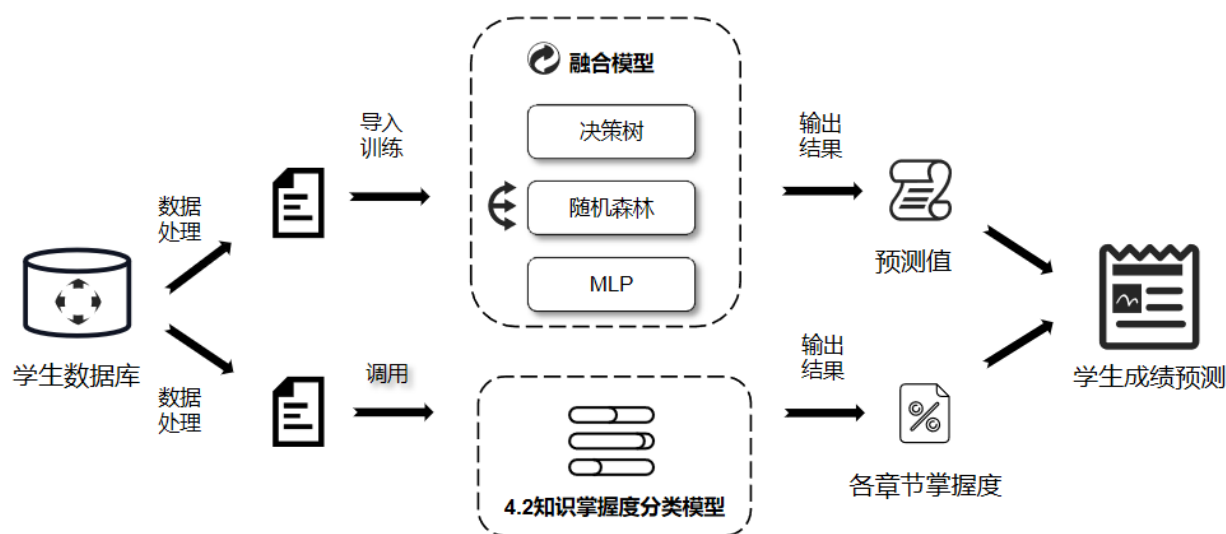 融合模型
决策树
随机森林
MLP
导入
训练
输出
结果
数据
处理
预测值
学生数据库
学生成绩预测
数据
处理
调用
输出
结果
4.2知识掌握度分类模型
各章节掌握度